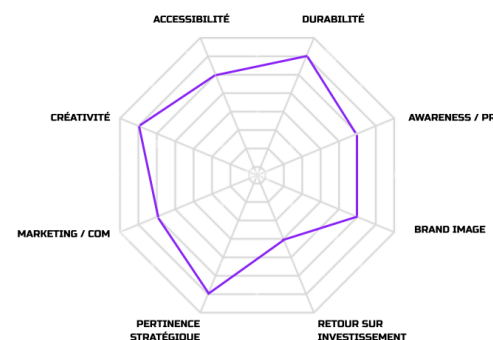 ACCESSIBILITÉ
DURABILITÉ
CRÉATIVITÉ
AWARENESS / PR
MARKETING / COM
BRAND IMAGE
PERTINENCE
STRATÉGIQUE
RETOUR SUR
INVESTISSEMENT